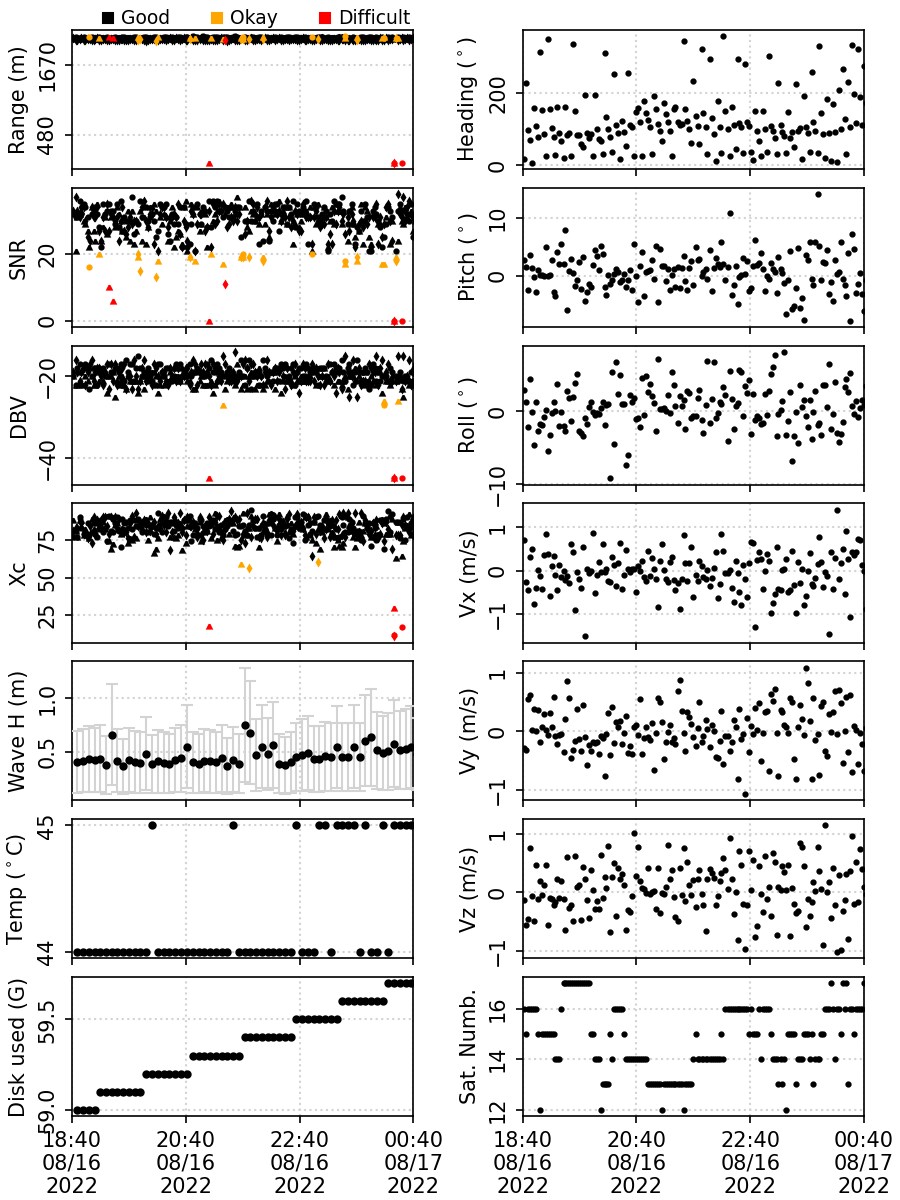 Good Okay Difficult
Range (m)
1670
480
Heading (°)
200
0
SNR
20
0
Pitch (°)
10
0
DBV
−20
−40
Roll (°)
0
−10
Xc
75
50
25
Vx (m/s)
1
0
−1
Wave H (m)
1.0
0.5
Vy (m/s)
1
0
−1
Temp (°C)
45
44
Vz (m/s)
1
0
−1
Disk used (G)
59.5
59.0
Sat. Numb.
16
14
12
18:40 20:40 22:40 00:40
08/16 08/16 08/16 08/17
2022 2022 2022 2022
18:40 20:40 22:40 00:40
08/16 08/16 08/16 08/17
2022 2022 2022 2022